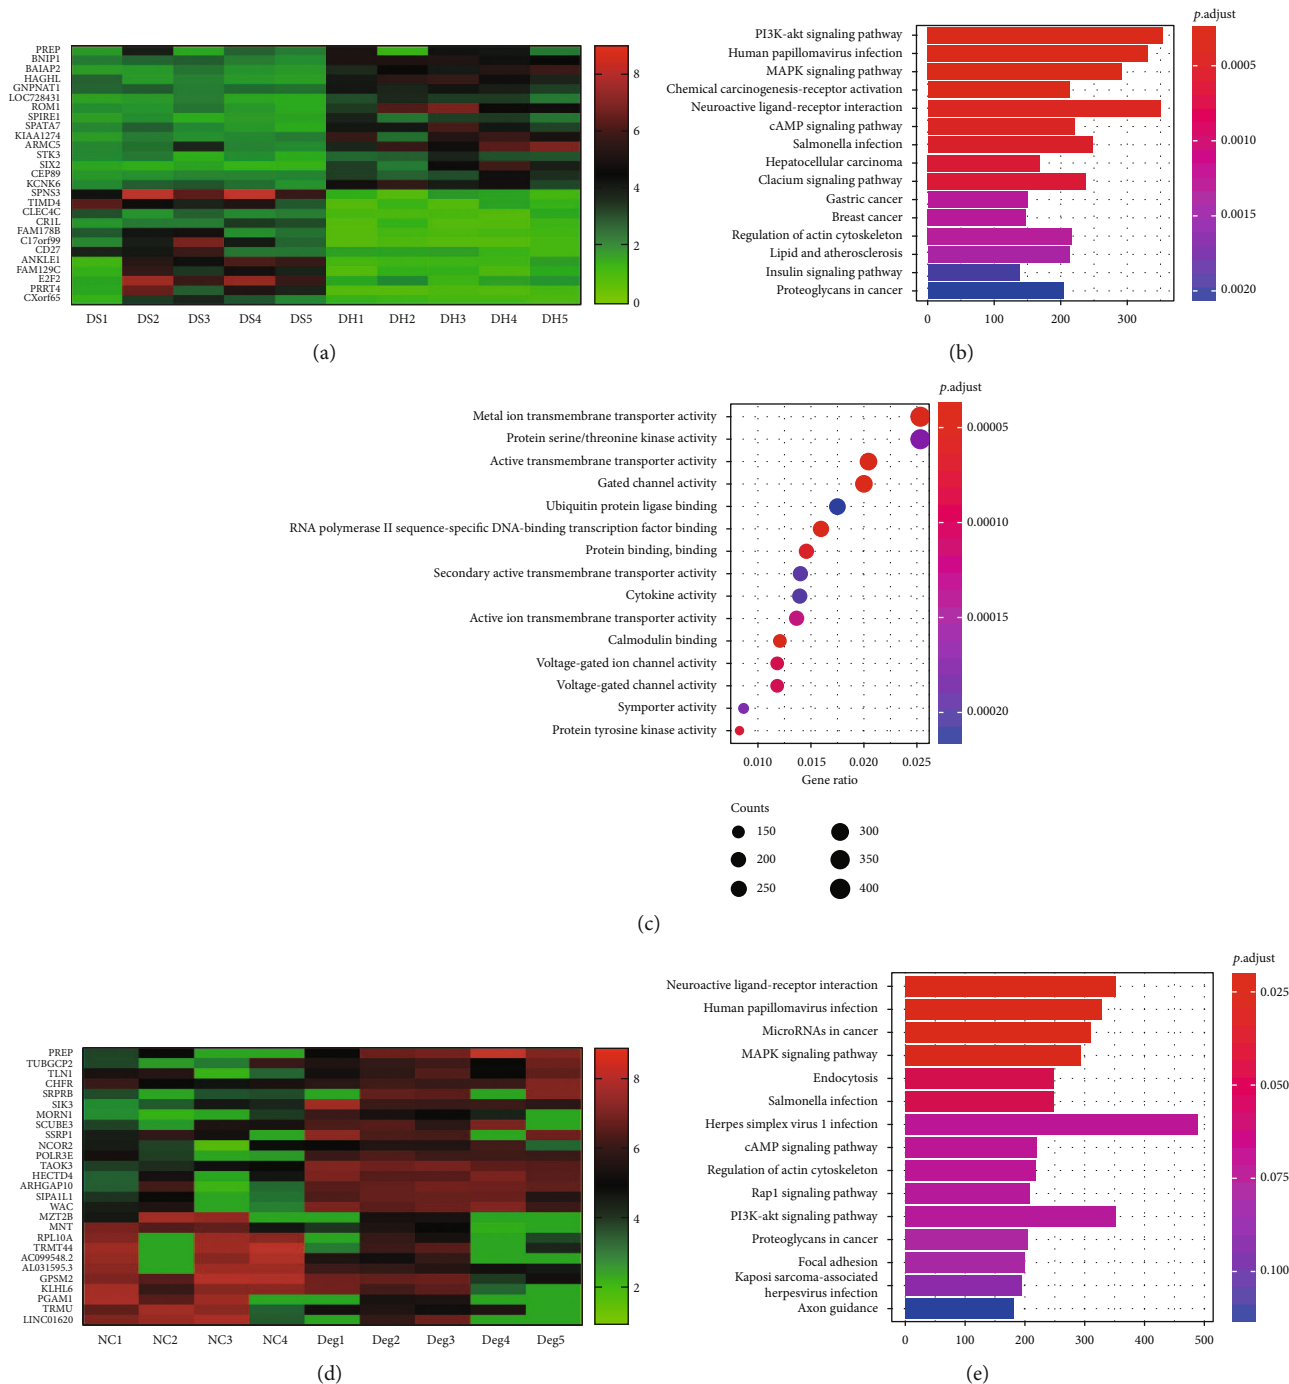 PREP
BNIP1
BAIAP2
HAGHL
GNPNAT1
LOC728431
ROM1
SPIRE1
SPATA7
KIAA1274
ARMC5
STK3
SIX2
CEP89
KCNK6
SPNS3
TIMD4
CLEC4C
CR1L
FAM178B
C17orf99
CD27
ANKLE1
FAM129C
E2F2
PRRT4
CXorf65
DS1 DS2 DS3 DS4 DS5 DH1 DH2 DH3 DH4 DH5
8
6
4
2
0
(a)
p.adjust
PI3K-akt signaling pathway
Human papillomavirus infection
MAPK signaling pathway
Chemical carcinogenesis-receptor activation
Neuroactive ligand-receptor interaction
cAMP signaling pathway
Salmonella infection
Hepatocellular carcinoma
Clacium signaling pathway
Gastric cancer
Breast cancer
Regulation of actin cytoskeleton
Lipid and atherosclerosis
Insulin signaling pathway
Proteoglycans in cancer
0 100 200 300
0.0005
0.0010
0.0015
0.0020
(b)
p.adjust
Metal ion transmembrane transporter activity
Protein serine/threonine kinase activity
Active transmembrane transporter activity
Gated channel activity
Ubiquitin protein ligase binding
RNA polymerase II sequence-specific DNA-binding transcription factor binding
Protein binding, binding
Secondary active transmembrane transporter activity
Cytokine activity
Active ion transmembrane transporter activity
Calmodulin binding
Voltage-gated ion channel activity
Voltage-gated channel activity
Symporter activity
Protein tyrosine kinase activity
0.010 0.015 0.020 0.025
Gene ratio
0.00005
0.00010
0.00015
0.00020
Counts
150 300
200 350
250 400
(c)
PREP
TUBGCP2
TLN1
CHFR
SRPRB
SIK3
MORN1
SCUBE3
SSRP1
NCOR2
POLR3E
TAOK3
HECTD4
ARHGAP10
SIPA1L1
WAC
MZT2B
MNT
RPL10A
TRMT44
AC099548.2
AL031595.3
GPSM2
KLHL6
PGAM1
TRMU
LINC01620
NC1 NC2 NC3 NC4 Deg1 Deg2 Deg3 Deg4 Deg5
8
6
4
2
(d)
p.adjust
Neuroactive ligand-receptor interaction
Human papillomavirus infection
MicroRNAs in cancer
MAPK signaling pathway
Endocytosis
Salmonella infection
Herpes simplex virus 1 infection
cAMP signaling pathway
Regulation of actin cytoskeleton
Rap1 signaling pathway
PI3K-akt signaling pathway
Proteoglycans in cancer
Focal adhesion
Kaposi sarcoma-associated
herpesvirus infection
Axon guidance
0 100 200 300 400 500
0.025
0.050
0.075
0.100
(e)